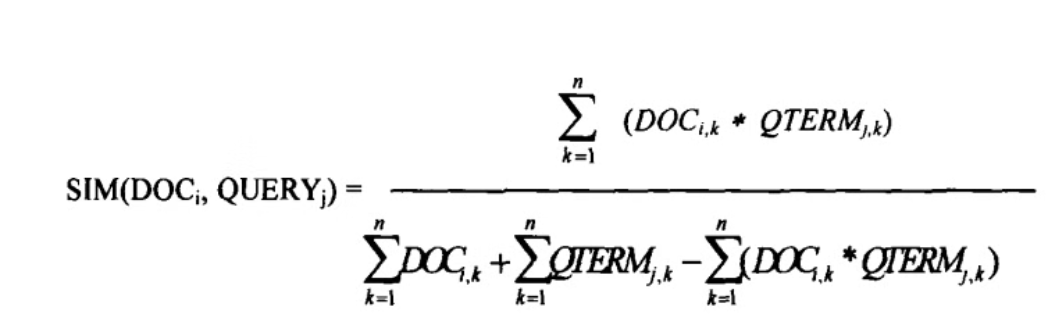 n
∑ (DOC_{i,k} * QTERM_{j,k})
k=1
SIM(DOC_i, QUERY_j) =
n n n
∑DOC_{i,k} + ∑QTERM_{j,k} − ∑(DOC_{i,k} * QTERM_{j,k})
k=1 k=1 k=1